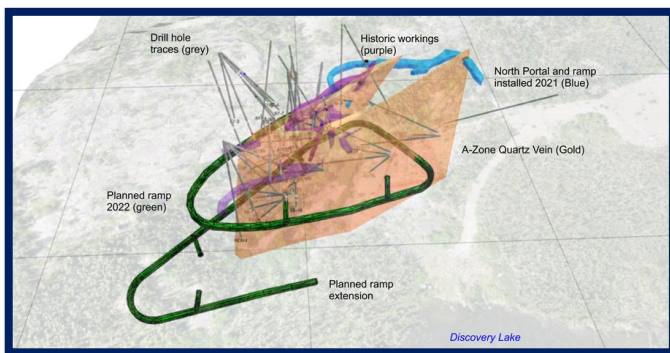 Drill hole
traces (grey)
Historic workings
(purple)
North Portal and ramp
installed 2021 (Blue)
A-Zone Quartz Vein (Gold)
Planned ramp
2022 (green)
Planned ramp
extension
Discovery Lake